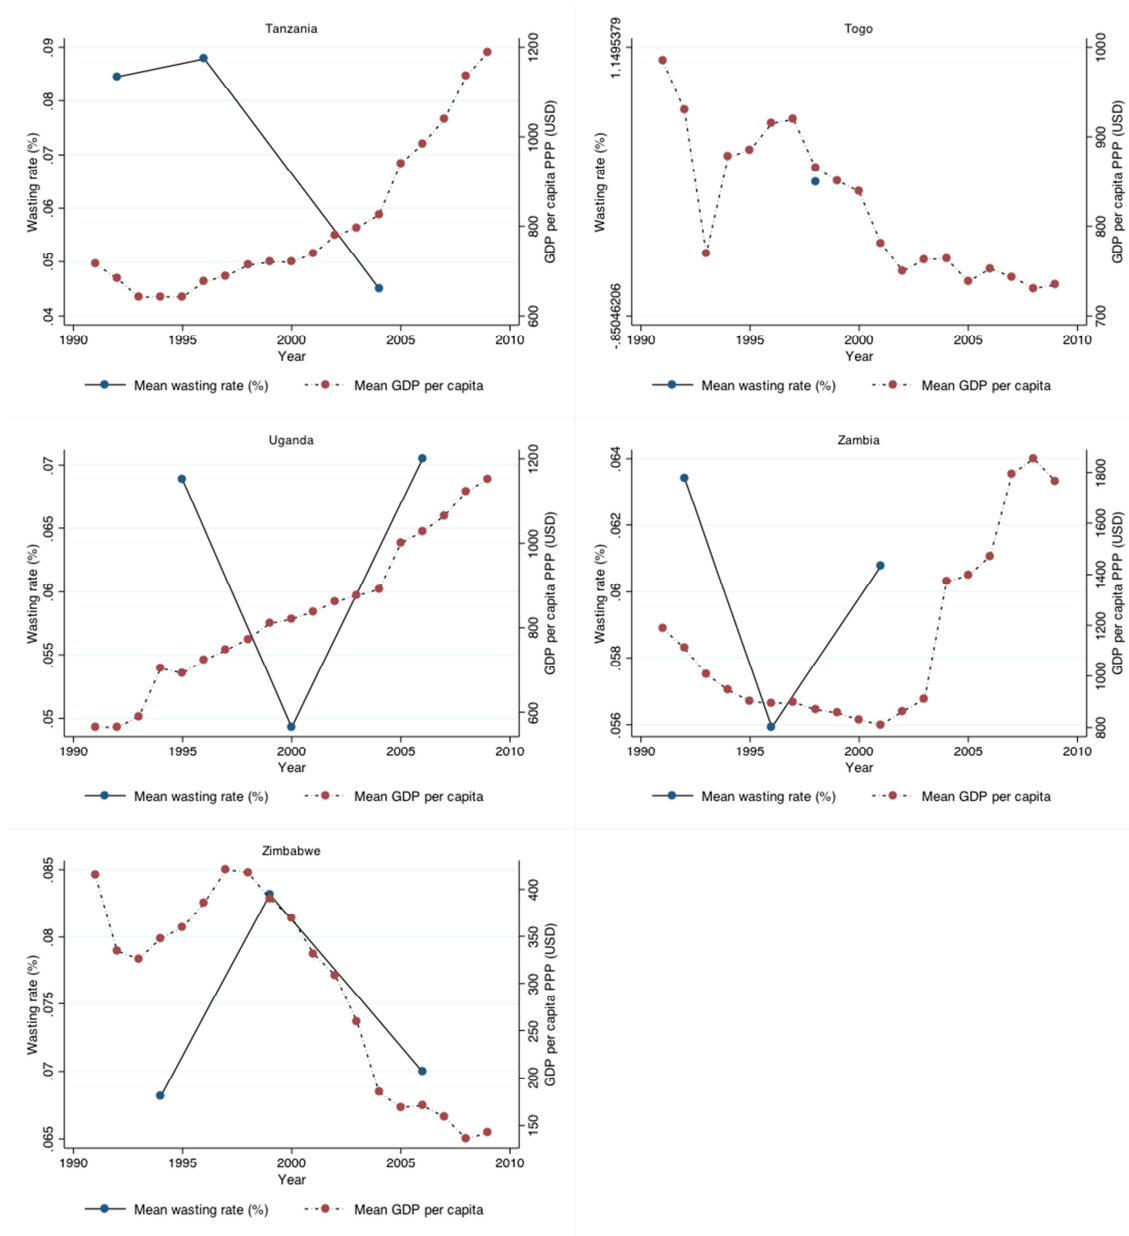 Tanzania
Wasting rate (%)
.04 .05 .06 .07 .08 .09
GDP per capita PPP (USD)
600 800 1000 1200
1990 1995 2000 2005 2010
Year
Mean wasting rate (%) Mean GDP per capita
Togo
Wasting rate (%)
-.85046206 1.1495379
GDP per capita PPP (USD)
700 800 900 1000
1990 1995 2000 2005 2010
Year
Mean wasting rate (%) Mean GDP per capita
Uganda
Wasting rate (%)
.05 .055 .06 .065 .07
GDP per capita PPP (USD)
600 800 1000 1200
1990 1995 2000 2005 2010
Year
Mean wasting rate (%) Mean GDP per capita
Zambia
Wasting rate (%)
.056 .058 .06 .062 .064
GDP per capita PPP (USD)
800 1000 1200 1400 1600 1800
1990 1995 2000 2005 2010
Year
Mean wasting rate (%) Mean GDP per capita
Zimbabwe
Wasting rate (%)
.065 .07 .075 .08 .085
GDP per capita PPP (USD)
150 200 250 300 350 400
1990 1995 2000 2005 2010
Year
Mean wasting rate (%) Mean GDP per capita